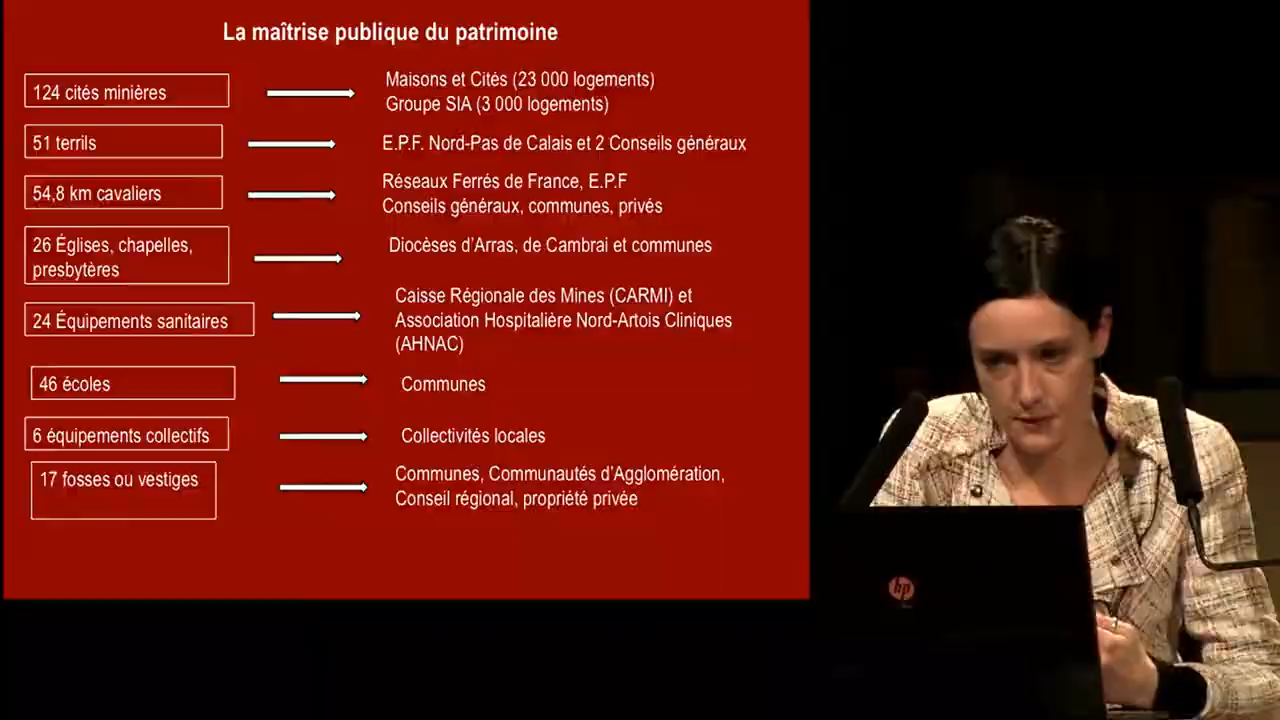 La maîtrise publique du patrimoine
124 cités minières
Maisons et Cités (23 000 logements)
Groupe SIA (3 000 logements)
51 terrils
E.P.F. Nord-Pas de Calais et 2 Conseils généraux
54,8 km cavaliers
Réseaux Ferrés de France, E.P.F
Conseils généraux, communes, privés
26 Églises, chapelles,
presbytères
Diocèses d'Arras, de Cambrai et communes
24 Équipements sanitaires
Caisse Régionale des Mines (CARMI) et
Association Hospitalière Nord-Artois Cliniques
(AHNAC)
46 écoles
Communes
6 équipements collectifs
Collectivités locales
17 fosses ou vestiges
Communes, Communautés d'Agglomération,
Conseil régional, propriété privée
hp